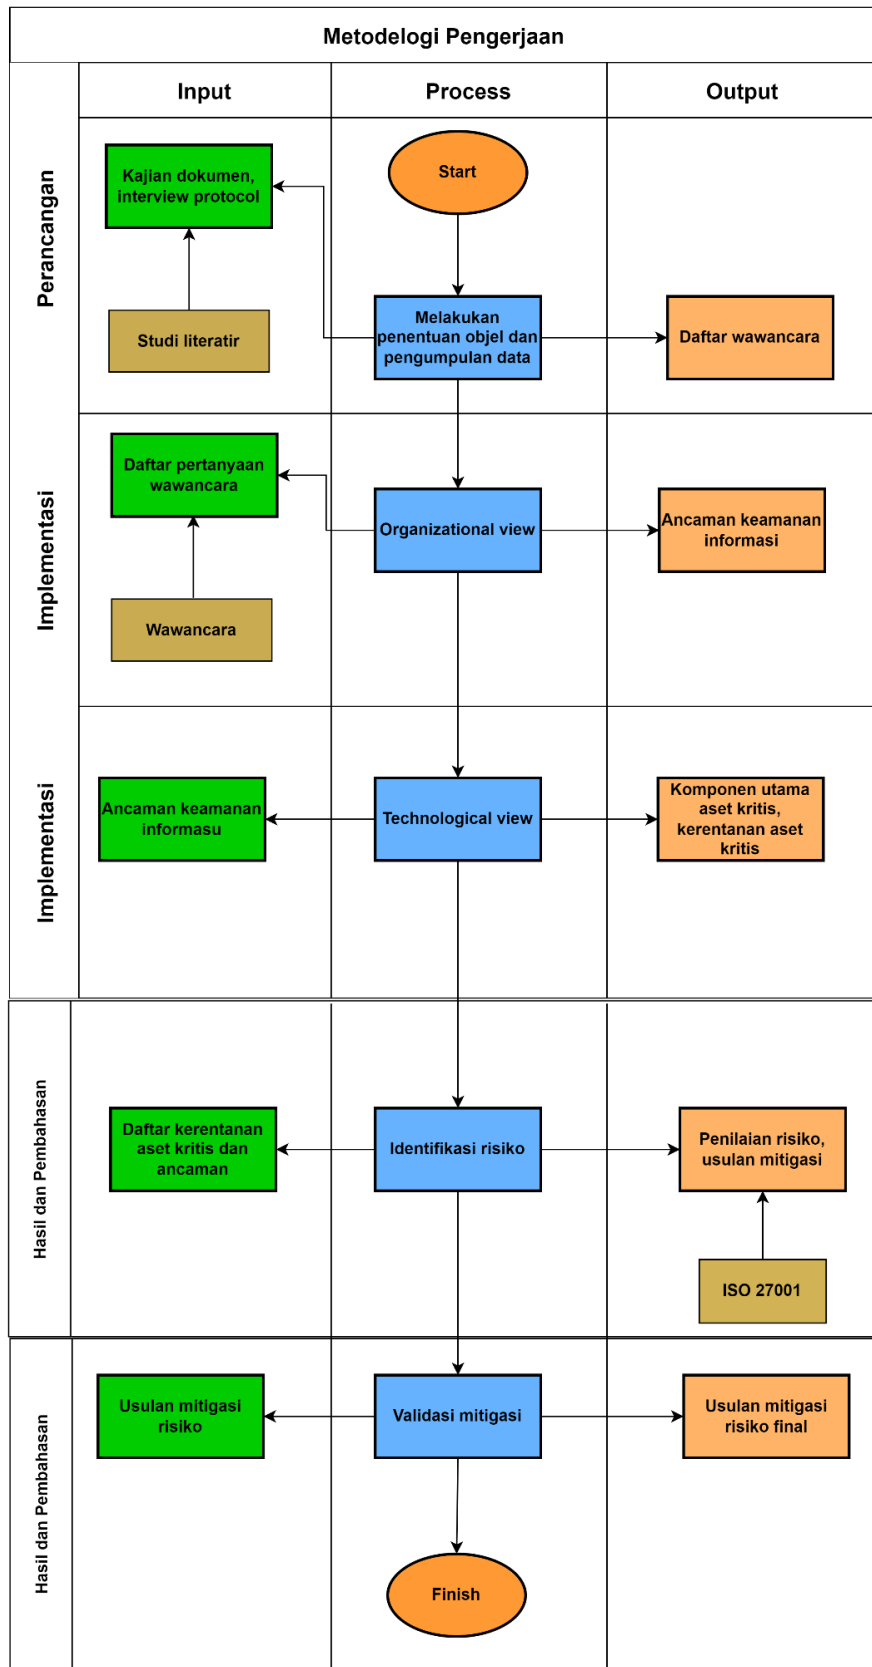 Metodelogi Pengerjaan
Input
Process
Output
Perancangan
Kajian dokumen,
interview protocol
Start
Studi literatir
Melakukan
penentuan objel dan
pengumpulan data
Daftar wawancara
Implementasi
Daftar pertanyaan
wawancara
Organizational view
Ancaman keamanan
informasi
Wawancara
Implementasi
Ancaman keamanan
informasu
Technological view
Komponen utama
aset kritis,
kerentanan aset
kritis
Hasil dan Pembahasan
Daftar kerentanan
aset kritis dan
ancaman
Identifikasi risiko
Penilaian risiko,
usulan mitigasi
ISO 27001
Hasil dan Pembahasan
Usulan mitigasi
risiko
Validasi mitigasi
Usulan mitigasi
risiko final
Finish